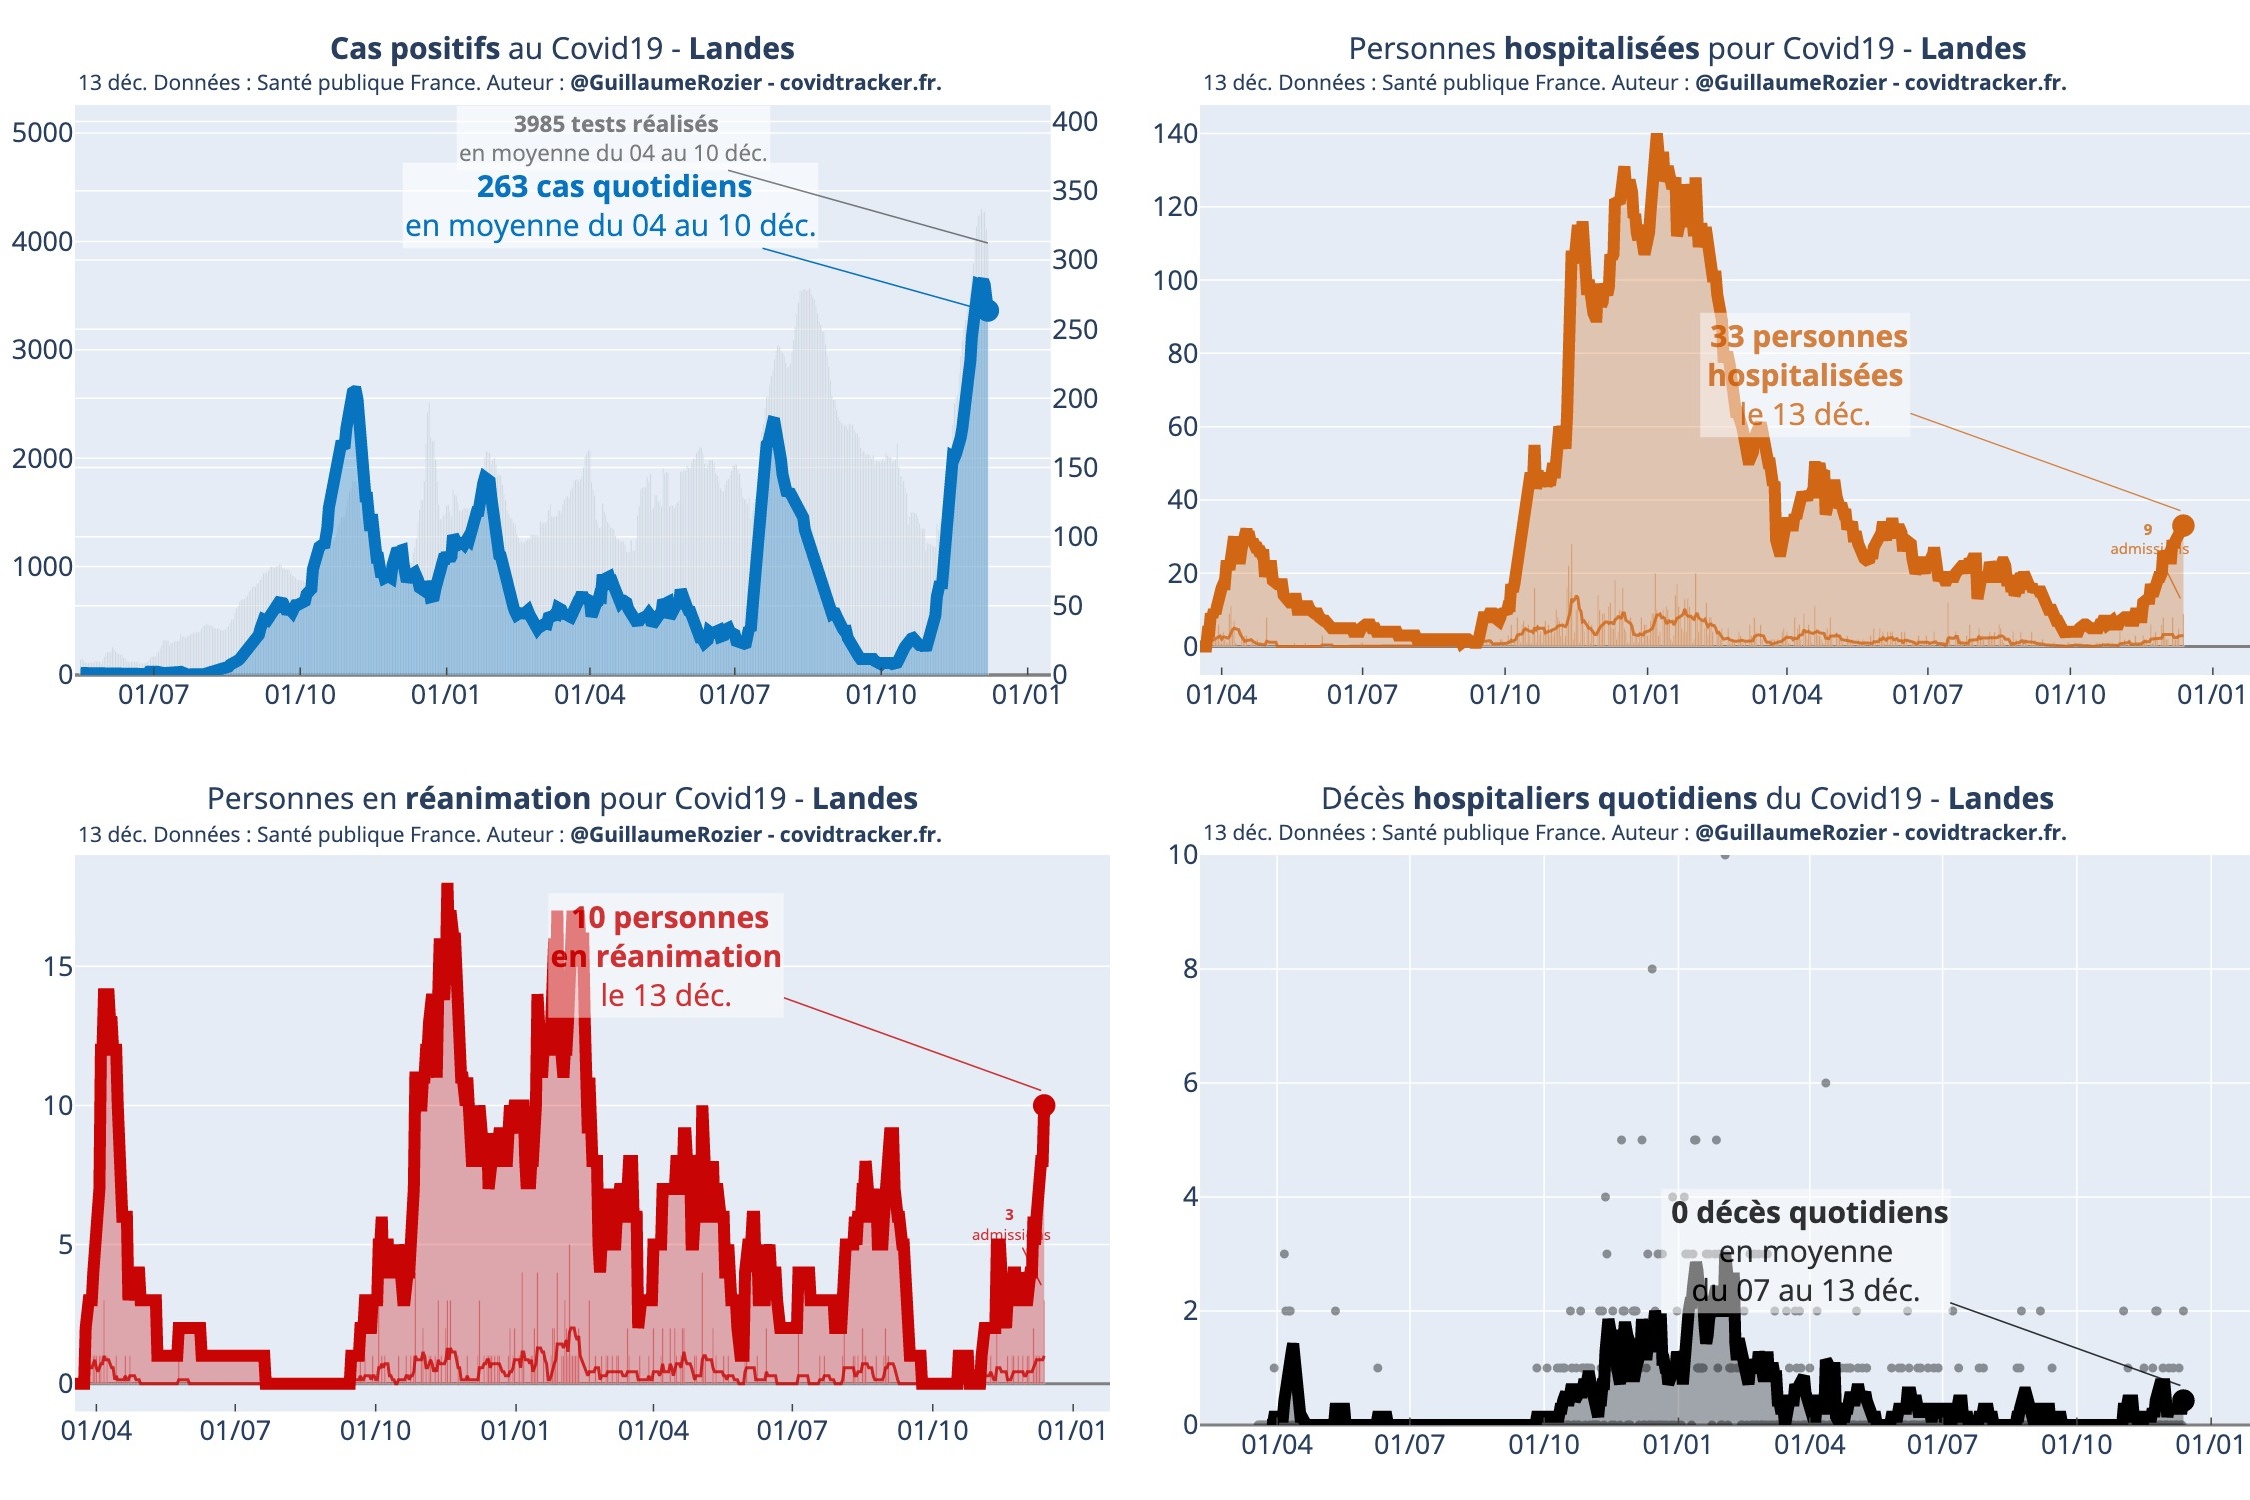 Cas positifs au Covid19 - Landes
13 déc. Données : Santé publique France. Auteur : @GuillaumeRozier - covidtracker.fr.
3985 tests réalisés
en moyenne du 04 au 10 déc.
263 cas quotidiens
en moyenne du 04 au 10 déc.
5000
4000
3000
2000
1000
0
400
350
300
250
200
150
100
50
0
01/07 01/10 01/01 01/04 01/07 01/10 01/01
Personnes hospitalisées pour Covid19 - Landes
13 déc. Données : Santé publique France. Auteur : @GuillaumeRozier - covidtracker.fr.
140
120
100
80
60
40
20
0
33 personnes
hospitalisées
le 13 déc.
9
admissions
01/04 01/07 01/10 01/01 01/04 01/07 01/10 01/01
Personnes en réanimation pour Covid19 - Landes
13 déc. Données : Santé publique France. Auteur : @GuillaumeRozier - covidtracker.fr.
15
10
5
0
10 personnes
en réanimation
le 13 déc.
3
admissions
01/04 01/07 01/10 01/01 01/04 01/07 01/10 01/01
Décès hospitaliers quotidiens du Covid19 - Landes
13 déc. Données : Santé publique France. Auteur : @GuillaumeRozier - covidtracker.fr.
10
8
6
4
2
0
0 décès quotidiens
en moyenne
du 07 au 13 déc.
01/04 01/07 01/10 01/01 01/04 01/07 01/10 01/01